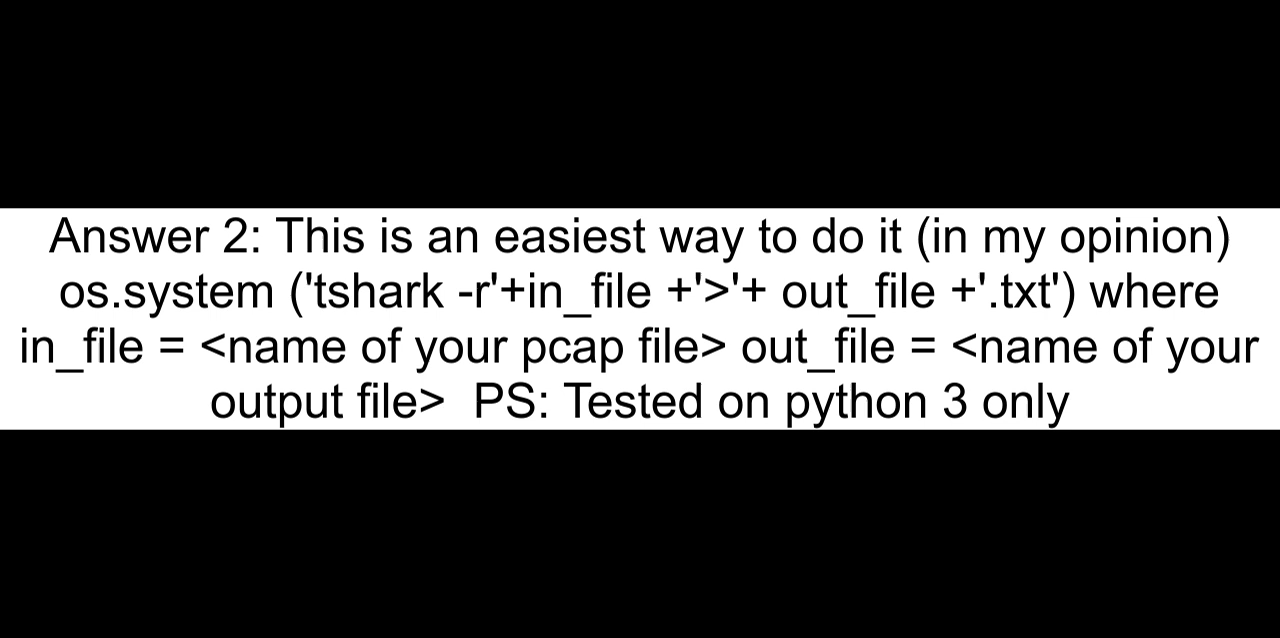 Answer 2: This is an easiest way to do it (in my opinion)
os.system ('tshark -r'+in_file +'>'+ out_file +'.txt') where
in_file = <name of your pcap file> out_file = <name of your
output file>  PS: Tested on python 3 only